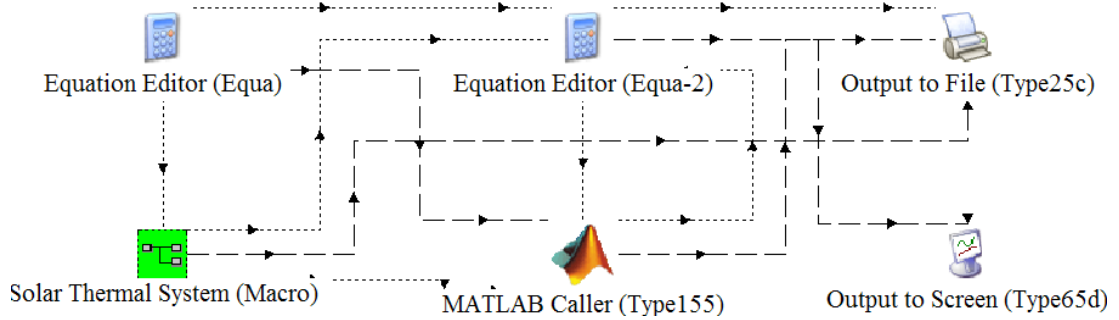 Equation Editor (Equa)
Equation Editor (Equa-2)
Output to File (Type25c)
Solar Thermal System (Macro)
MATLAB Caller (Type155)
Output to Screen (Type65d)